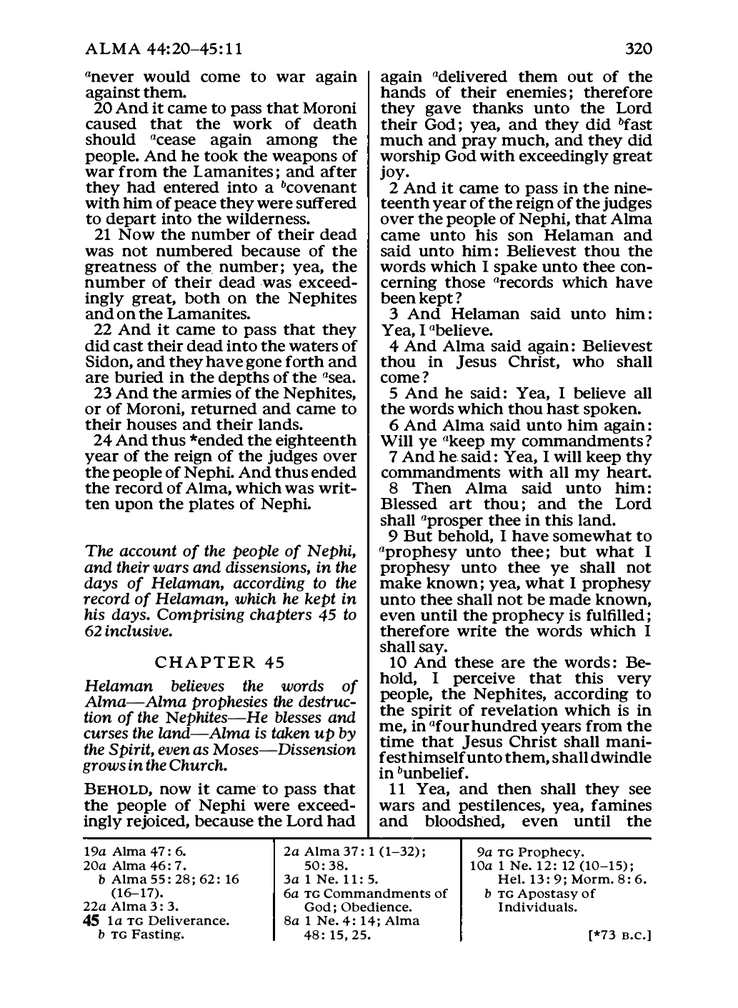 ALMA 44:20–45:11 320
ᵃnever would come to war again
against them.
20 And it came to pass that Moroni
caused that the work of death
should ᵃcease again among the
people. And he took the weapons of
war from the Lamanites; and after
they had entered into a ᵇcovenant
with him of peace they were suffered
to depart into the wilderness.
21 Now the number of their dead
was not numbered because of the
greatness of the number; yea, the
number of their dead was exceed-
ingly great, both on the Nephites
and on the Lamanites.
22 And it came to pass that they
did cast their dead into the waters of
Sidon, and they have gone forth and
are buried in the depths of the ᵃsea.
23 And the armies of the Nephites,
or of Moroni, returned and came to
their houses and their lands.
24 And thus *ended the eighteenth
year of the reign of the judges over
the people of Nephi. And thus ended
the record of Alma, which was writ-
ten upon the plates of Nephi.
The account of the people of Nephi,
and their wars and dissensions, in the
days of Helaman, according to the
record of Helaman, which he kept in
his days. Comprising chapters 45 to
62 inclusive.
CHAPTER 45
Helaman believes the words of
Alma—Alma prophesies the destruc-
tion of the Nephites—He blesses and
curses the land—Alma is taken up by
the Spirit, even as Moses—Dissension
grows in the Church.
BEHOLD, now it came to pass that
the people of Nephi were exceed-
ingly rejoiced, because the Lord had
again ᵃdelivered them out of the
hands of their enemies; therefore
they gave thanks unto the Lord
their God; yea, and they did ᵇfast
much and pray much, and they did
worship God with exceedingly great
joy.
2 And it came to pass in the nine-
teenth year of the reign of the judges
over the people of Nephi, that Alma
came unto his son Helaman and
said unto him: Believest thou the
words which I spake unto thee con-
cerning those ᵃrecords which have
been kept?
3 And Helaman said unto him:
Yea, I ᵃbelieve.
4 And Alma said again: Believest
thou in Jesus Christ, who shall
come?
5 And he said: Yea, I believe all
the words which thou hast spoken.
6 And Alma said unto him again:
Will ye ᵃkeep my commandments?
7 And he said: Yea, I will keep thy
commandments with all my heart.
8 Then Alma said unto him:
Blessed art thou; and the Lord
shall ᵃprosper thee in this land.
9 But behold, I have somewhat to
ᵃprophesy unto thee; but what I
prophesy unto thee ye shall not
make known; yea, what I prophesy
unto thee shall not be made known,
even until the prophecy is fulfilled;
therefore write the words which I
shall say.
10 And these are the words: Be-
hold, I perceive that this very
people, the Nephites, according to
the spirit of revelation which is in
me, in ᵃfour hundred years from the
time that Jesus Christ shall mani-
fest himself unto them, shall dwindle
in ᵇunbelief.
11 Yea, and then shall they see
wars and pestilences, yea, famines
and bloodshed, even until the
19a Alma 47: 6.
20a Alma 46: 7.
b Alma 55: 28; 62: 16
(16–17).
22a Alma 3: 3.
45 1a TG Deliverance.
b TG Fasting.
2a Alma 37: 1 (1–32);
50: 38.
3a 1 Ne. 11: 5.
6a TG Commandments of
God; Obedience.
8a 1 Ne. 4: 14; Alma
48: 15, 25.
9a TG Prophecy.
10a 1 Ne. 12: 12 (10–15);
Hel. 13: 9; Morm. 8: 6.
b TG Apostasy of
Individuals.
[*73 B.C.]